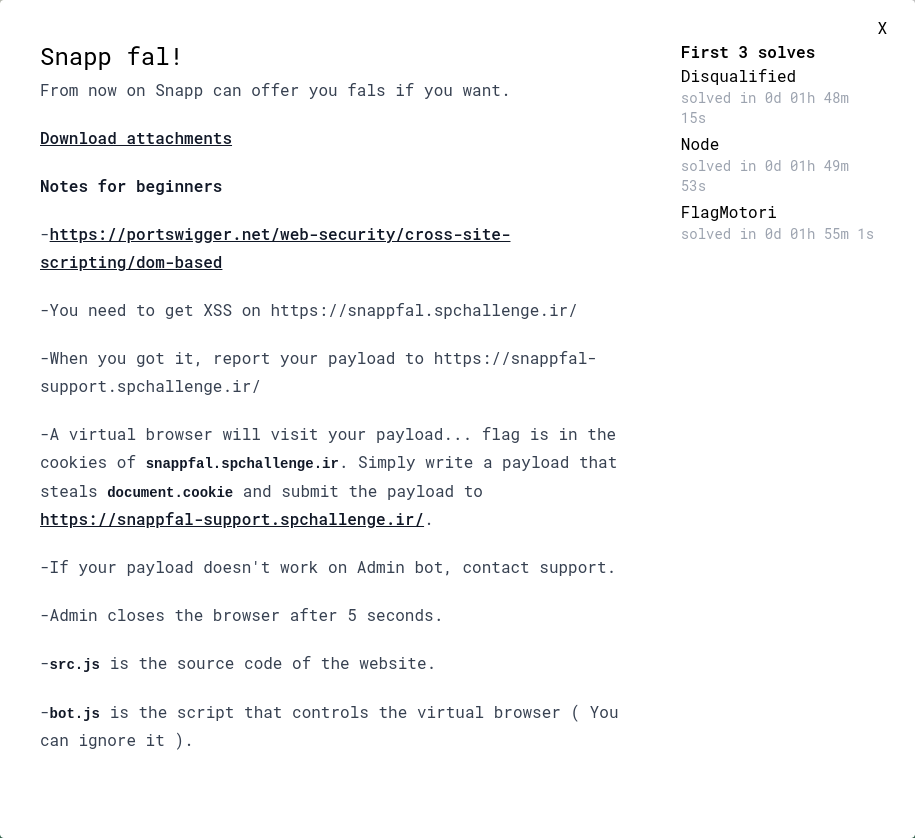 X
Snapp fal!
From now on Snapp can offer you fals if you want.
Download attachments
Notes for beginners
-https://portswigger.net/web-security/cross-site-
scripting/dom-based
-You need to get XSS on https://snappfal.spchallenge.ir/
-When you got it, report your payload to https://snappfal-
support.spchallenge.ir/
-A virtual browser will visit your payload... flag is in the
cookies of snappfal.spchallenge.ir. Simply write a payload that
steals document.cookie and submit the payload to
https://snappfal-support.spchallenge.ir/.
-If your payload doesn't work on Admin bot, contact support.
-Admin closes the browser after 5 seconds.
-src.js is the source code of the website.
-bot.js is the script that controls the virtual browser ( You
can ignore it ).
First 3 solves
Disqualified
solved in 0d 01h 48m
15s
Node
solved in 0d 01h 49m
53s
FlagMotori
solved in 0d 01h 55m 1s